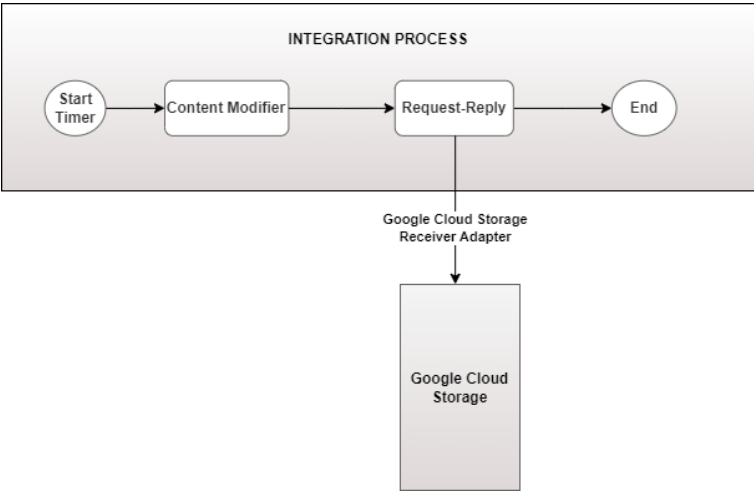 INTEGRATION PROCESS
Start
Timer
Content Modifier
Request-Reply
End
Google Cloud Storage
Receiver Adapter
Google Cloud
Storage